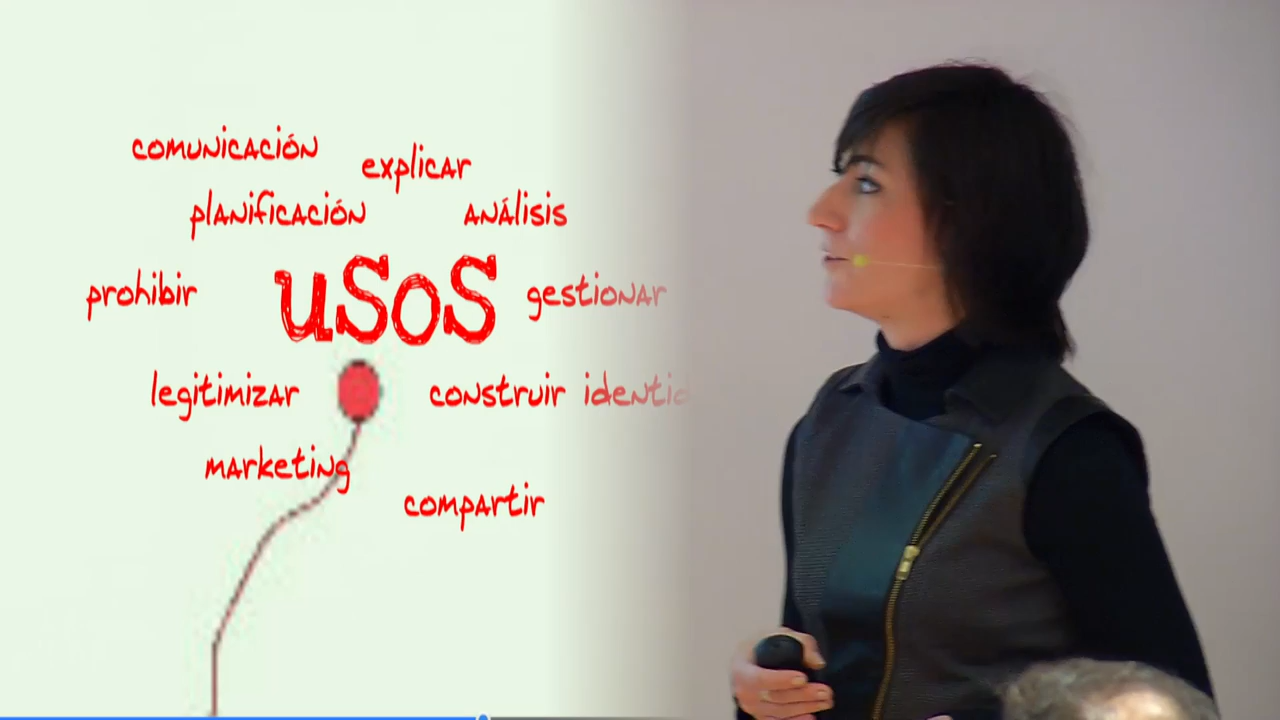 comunicación
explicar
planificación
análisis
prohibir
usos
gestionar
legitimizar
construir
marketing
compartir